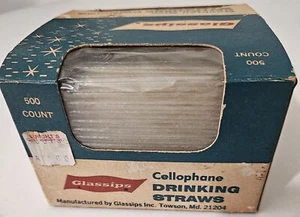 Glassips
500
COUNT
500
COUNT
Glassips
Cellophane
DRINKING
STRAWS
Manufactured by Glassips Inc. Towson, Md. 21204